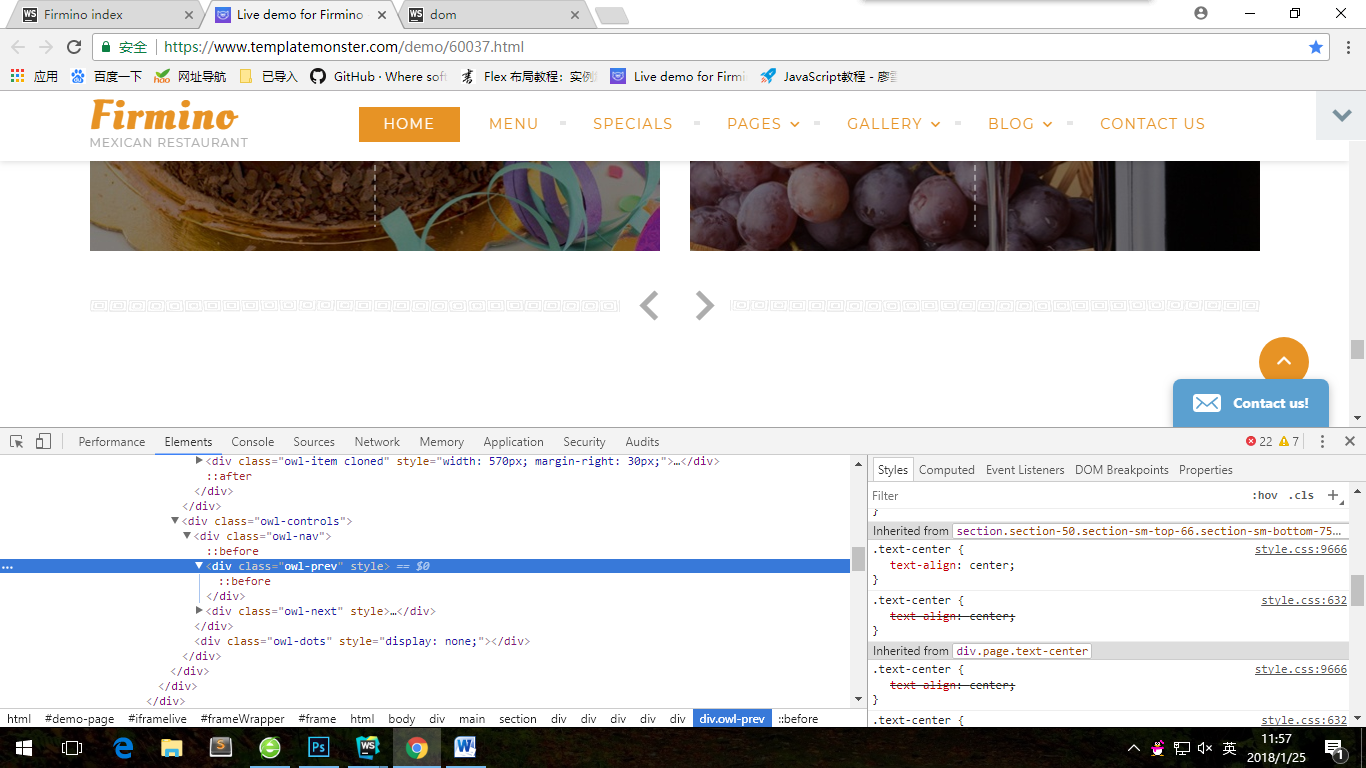 Firmino index
Live demo for Firmino
dom
安全
https://www.templatemonster.com/demo/60037.html
应用
百度一下
网址导航
已导入
GitHub · Where soft
Flex 布局教程：实例
Live demo for Firmi
JavaScript教程 - 廖
Firmino
MEXICAN RESTAURANT
HOME
MENU
SPECIALS
PAGES
GALLERY
BLOG
CONTACT US
Contact us!
Performance
Elements
Console
Sources
Network
Memory
Application
Security
Audits
22
7
<div class="owl-item cloned" style="width: 570px; margin-right: 30px;">…</div>
::after
</div>
</div>
<div class="owl-controls">
<div class="owl-nav">
::before
<div class="owl-prev" style> == $0
::before
</div>
<div class="owl-next" style>…</div>
</div>
<div class="owl-dots" style="display: none;"></div>
</div>
</div>
</div>
</div>
html #demo-page #iframelive #frameWrapper #frame html body div main section div div div div div div.owl-prev ::before
Styles
Computed
Event Listeners
DOM Breakpoints
Properties
Filter
:hov .cls +
}
Inherited from section.section-50.section-sm-top-66.section-sm-bottom-75…
.text-center { style.css:9666
text-align: center;
}
.text-center { style.css:632
text-align: center;
}
Inherited from div.page.text-center
.text-center { style.css:9666
text-align: center;
}
.text-center { style.css:632
英
11:57
2018/1/25
1